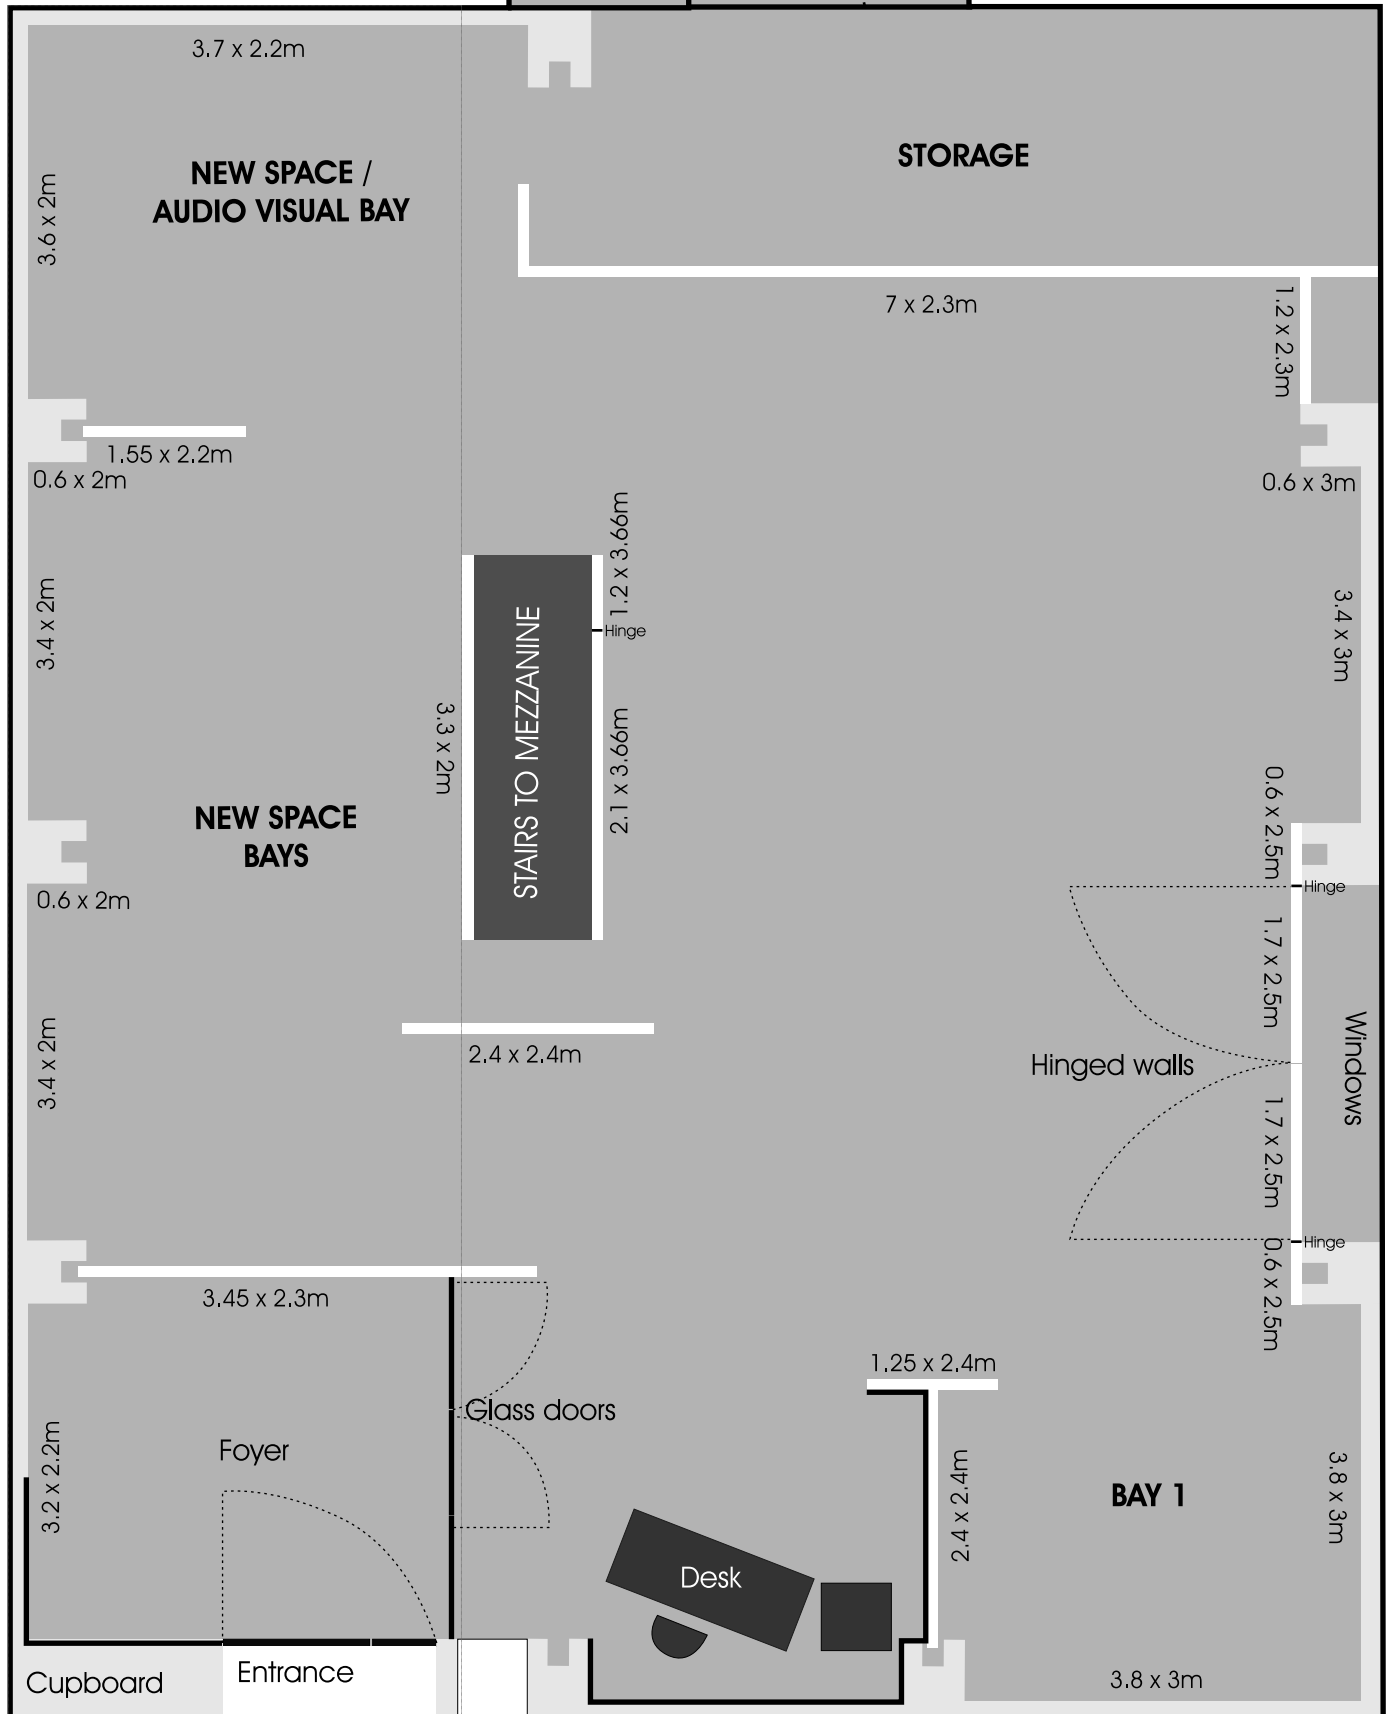 3.7 x 2.2m
NEW SPACE /
AUDIO VISUAL BAY
STORAGE
3.6 x 2m
7 x 2.3m
1.2 x 2.3m
1.55 x 2.2m
0.6 x 2m
0.6 x 3m
1.2 x 3.66m
Hinge
3.4 x 2m
3.4 x 3m
STAIRS TO MEZZANINE
3.3 x 2m
2.1 x 3.66m
NEW SPACE
BAYS
0.6 x 2.5m
Hinge
0.6 x 2m
1.7 x 2.5m
2.4 x 2.4m
3.4 x 2m
Hinged walls
Windows
1.7 x 2.5m
Hinge
0.6 x 2.5m
3.45 x 2.3m
1.25 x 2.4m
Glass doors
Foyer
3.2 x 2.2m
2.4 x 2.4m
BAY 1
3.8 x 3m
Desk
Cupboard
Entrance
3.8 x 3m